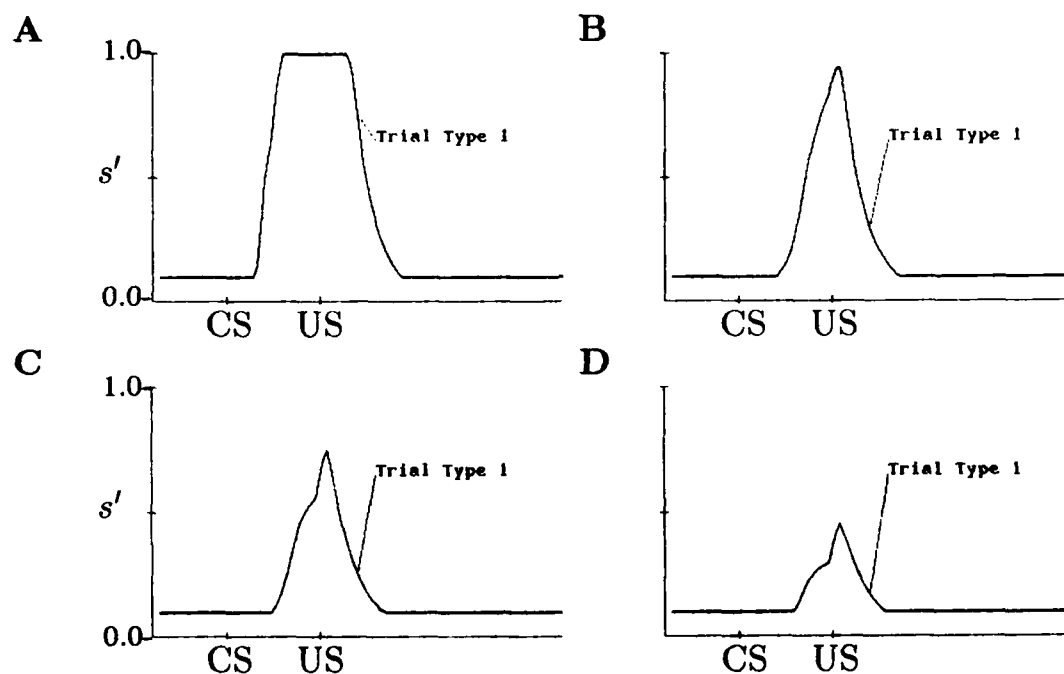 A
B
1.0
s′
0.0
Trial Type 1
CS US
Trial Type 1
CS US
C
D
1.0
s′
0.0
Trial Type 1
CS US
Trial Type 1
CS US